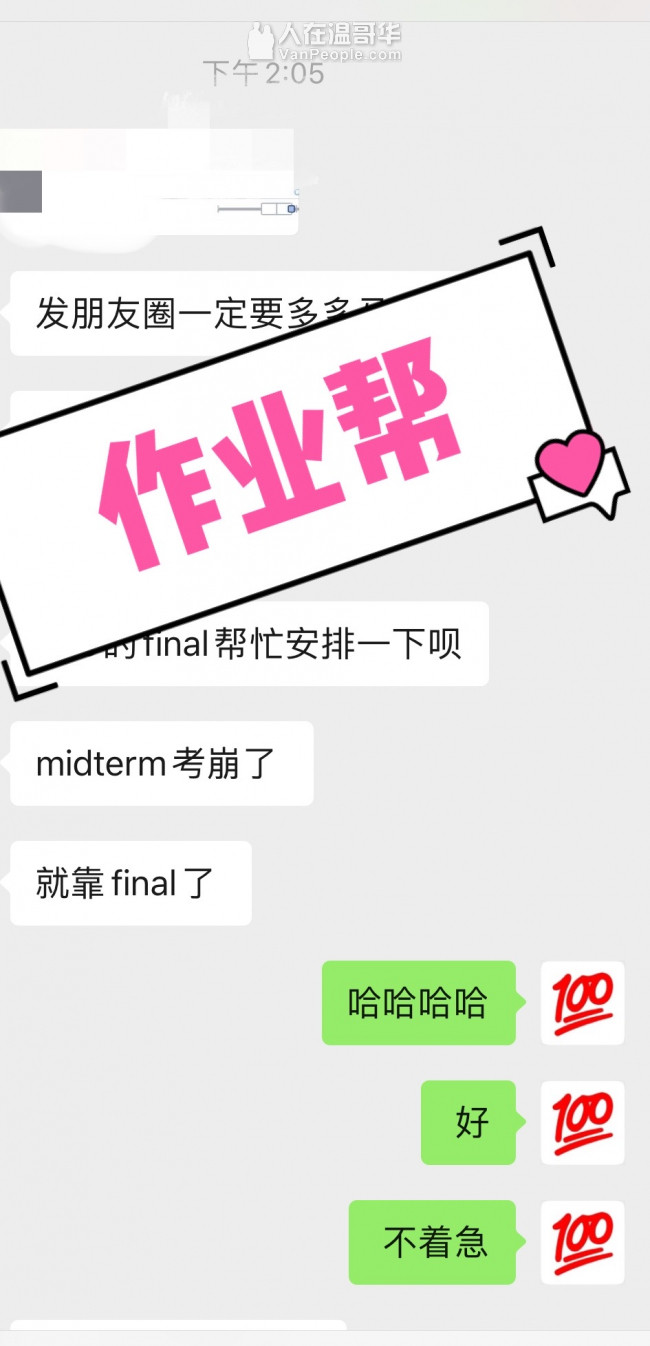 人在温哥华
VanPeople.com
下午2:05
发朋友圈一定要多多
作业帮
的final帮忙安排一下呗
midterm考崩了
就靠final了
哈哈哈哈
100
好
100
不着急
100